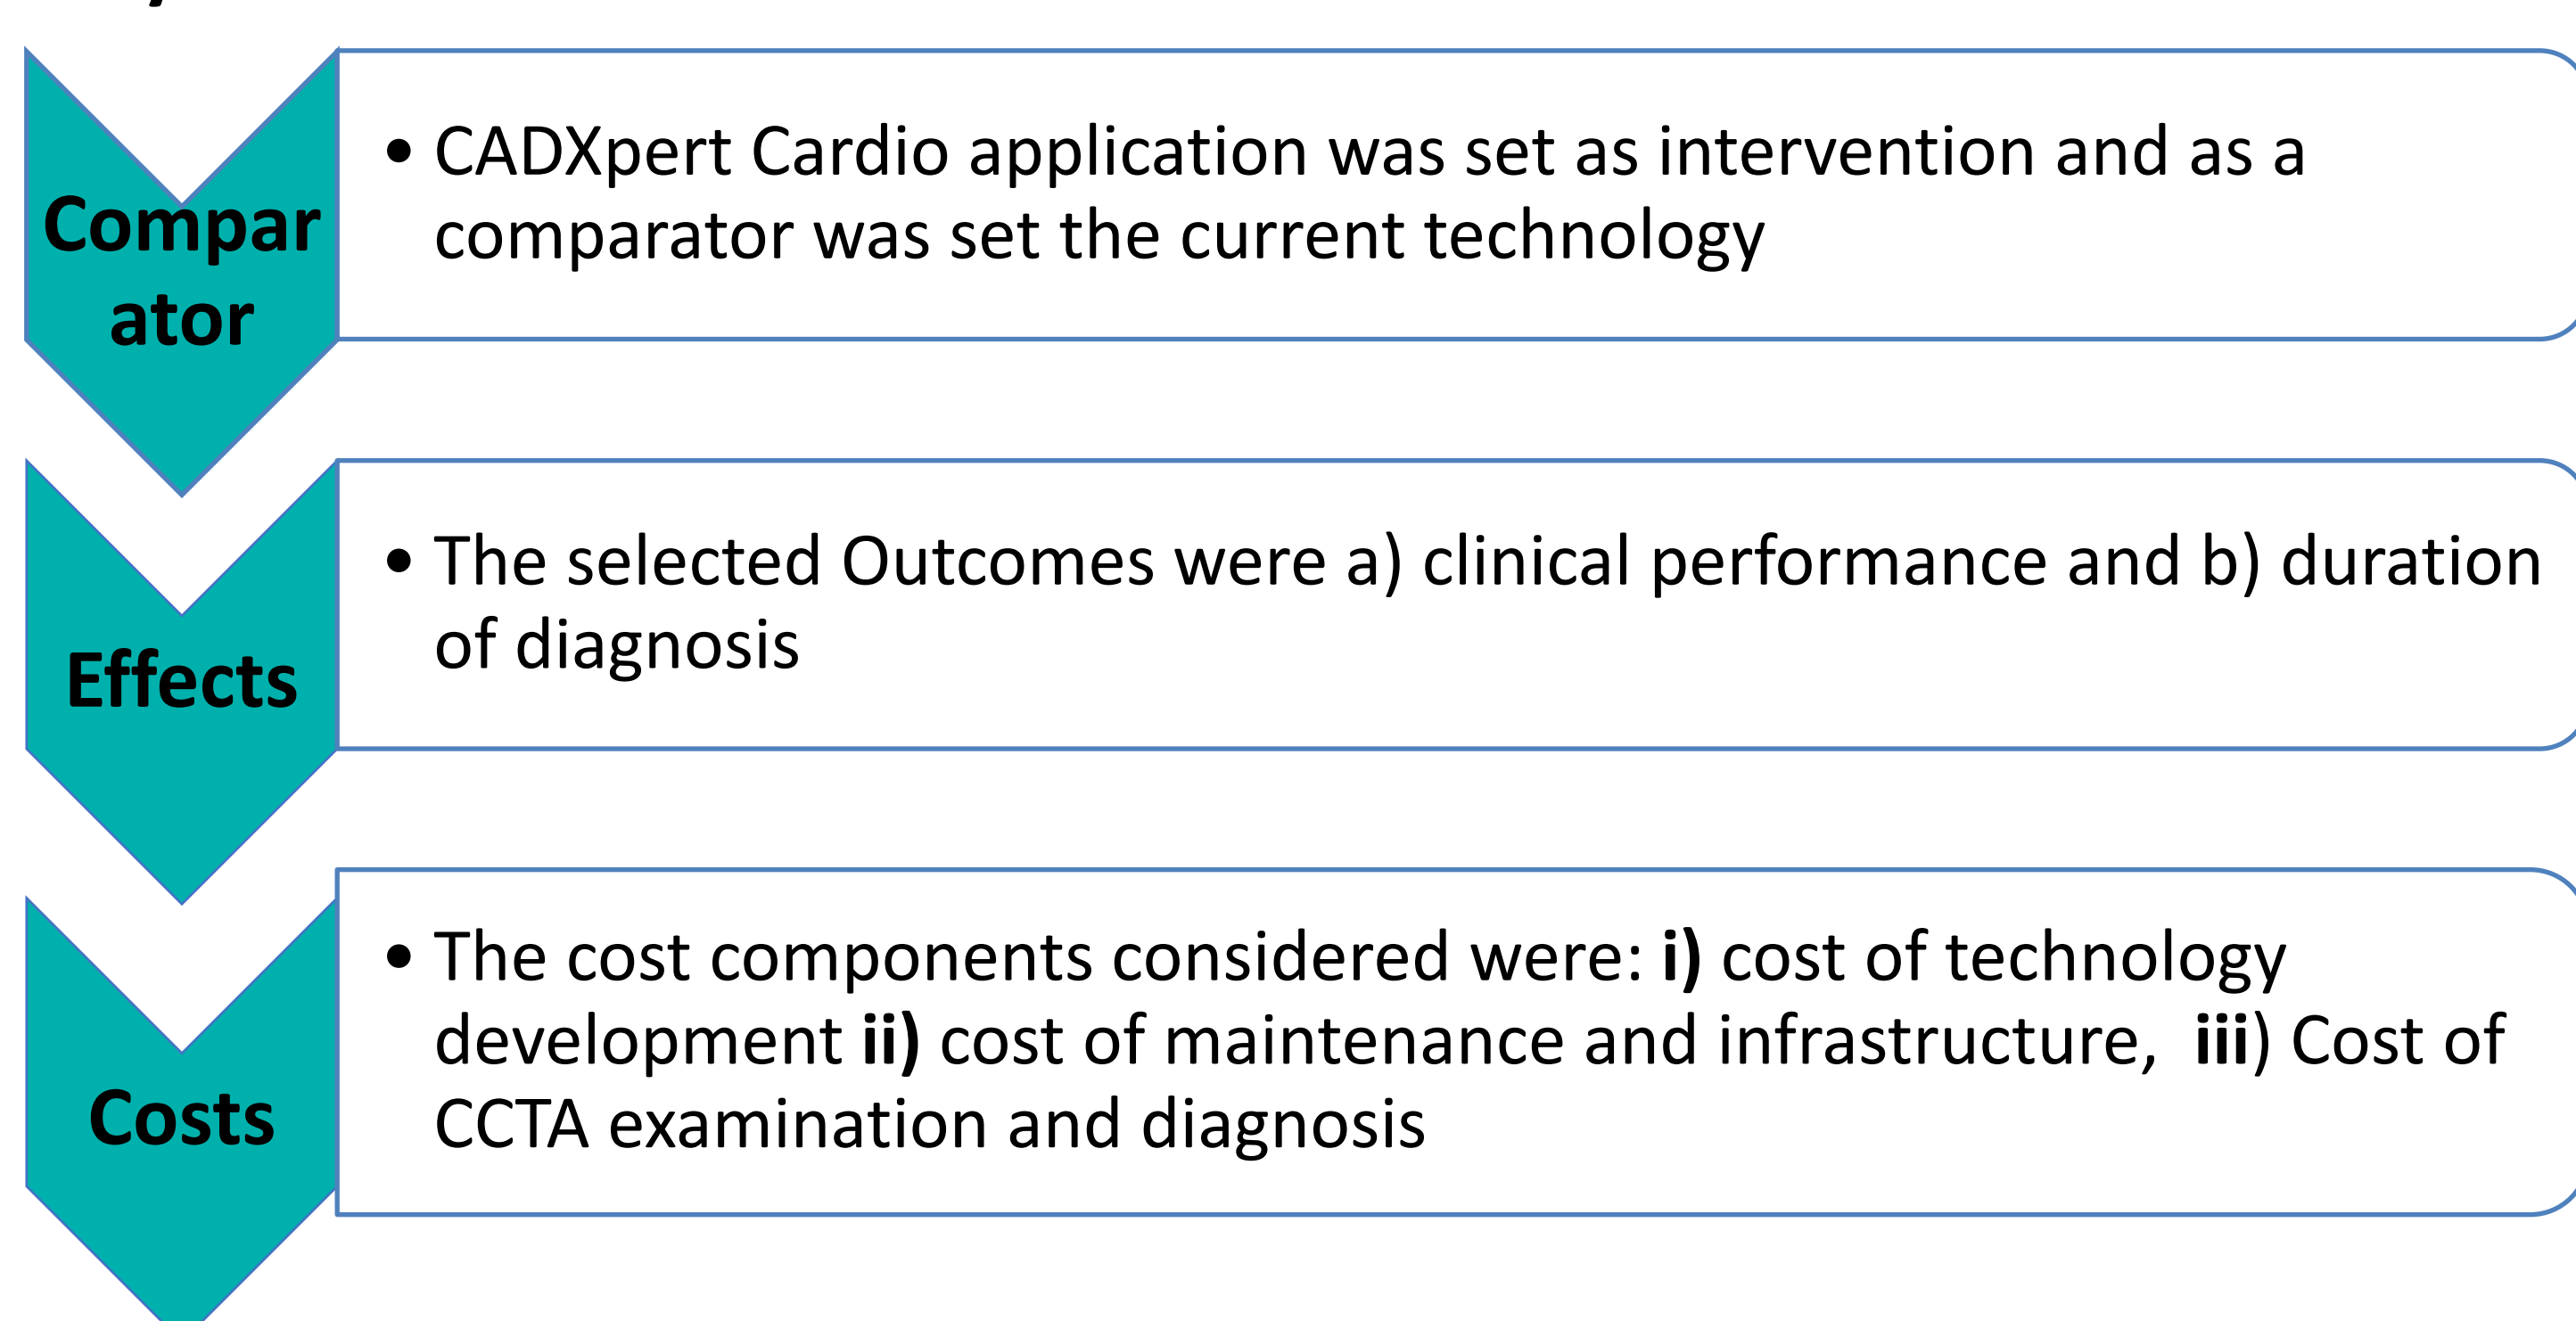 Compar
ator
• CADXpert Cardio application was set as intervention and as a
comparator was set the current technology
Effects
• The selected Outcomes were a) clinical performance and b) duration
of diagnosis
Costs
• The cost components considered were: i) cost of technology
development ii) cost of maintenance and infrastructure,  iii) Cost of
CCTA examination and diagnosis